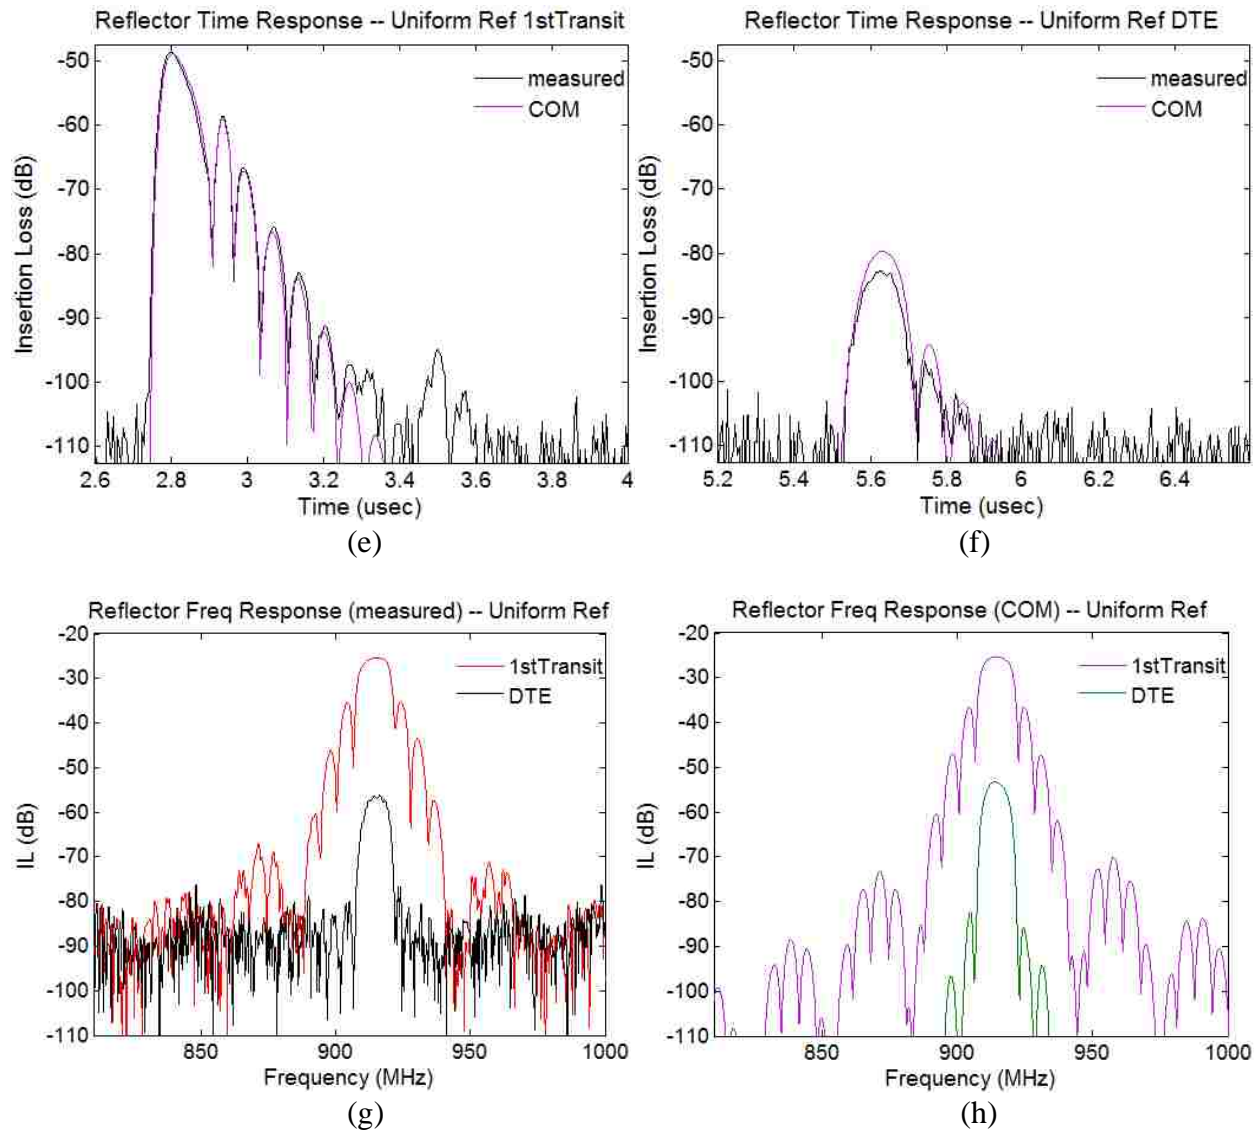 Reflector Time Response -- Uniform Ref 1stTransit
Insertion Loss (dB)
-50
-60
-70
-80
-90
-100
-110
measured
COM
2.6 2.8 3 3.2 3.4 3.6 3.8 4
Time (usec)
(e)
Reflector Time Response -- Uniform Ref DTE
Insertion Loss (dB)
-50
-60
-70
-80
-90
-100
-110
measured
COM
5.2 5.4 5.6 5.8 6 6.2 6.4
Time (usec)
(f)
Reflector Freq Response (measured) -- Uniform Ref
IL (dB)
-20
-30
-40
-50
-60
-70
-80
-90
-100
-110
1stTransit
DTE
850 900 950 1000
Frequency (MHz)
(g)
Reflector Freq Response (COM) -- Uniform Ref
IL (dB)
-20
-30
-40
-50
-60
-70
-80
-90
-100
-110
1stTransit
DTE
850 900 950 1000
Frequency (MHz)
(h)